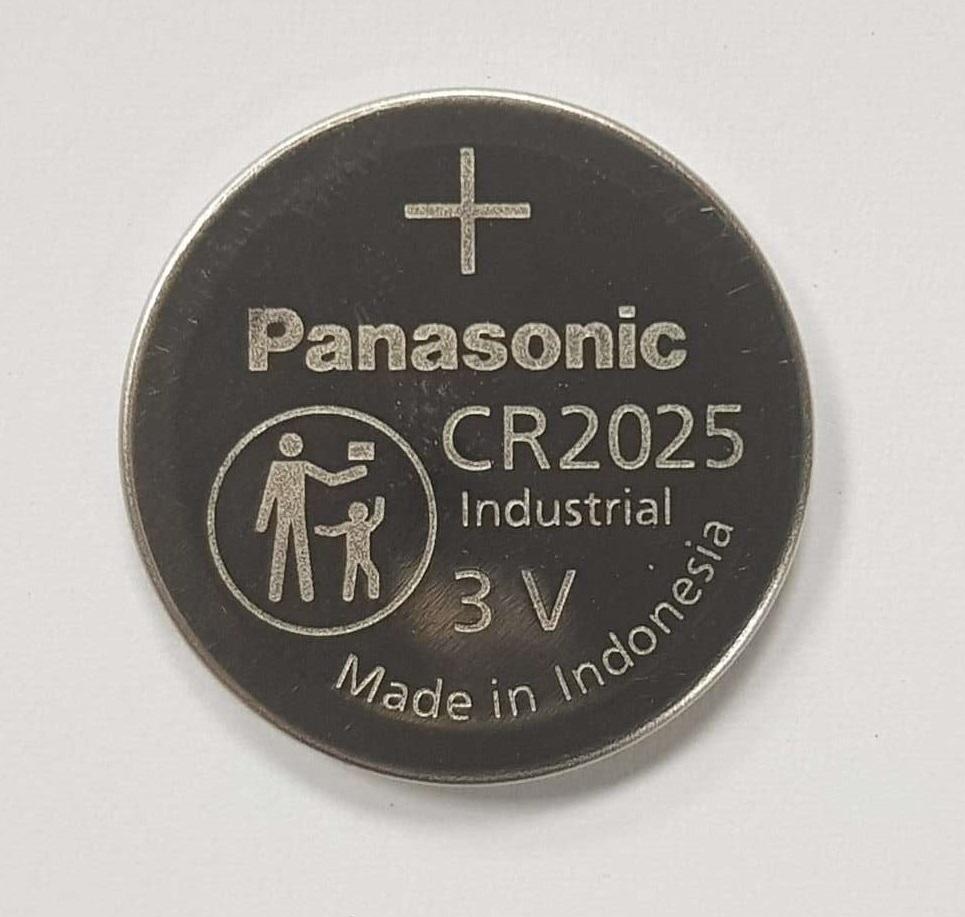 +
Panasonic
CR2025
Industrial
3 V
Made in Indonesia